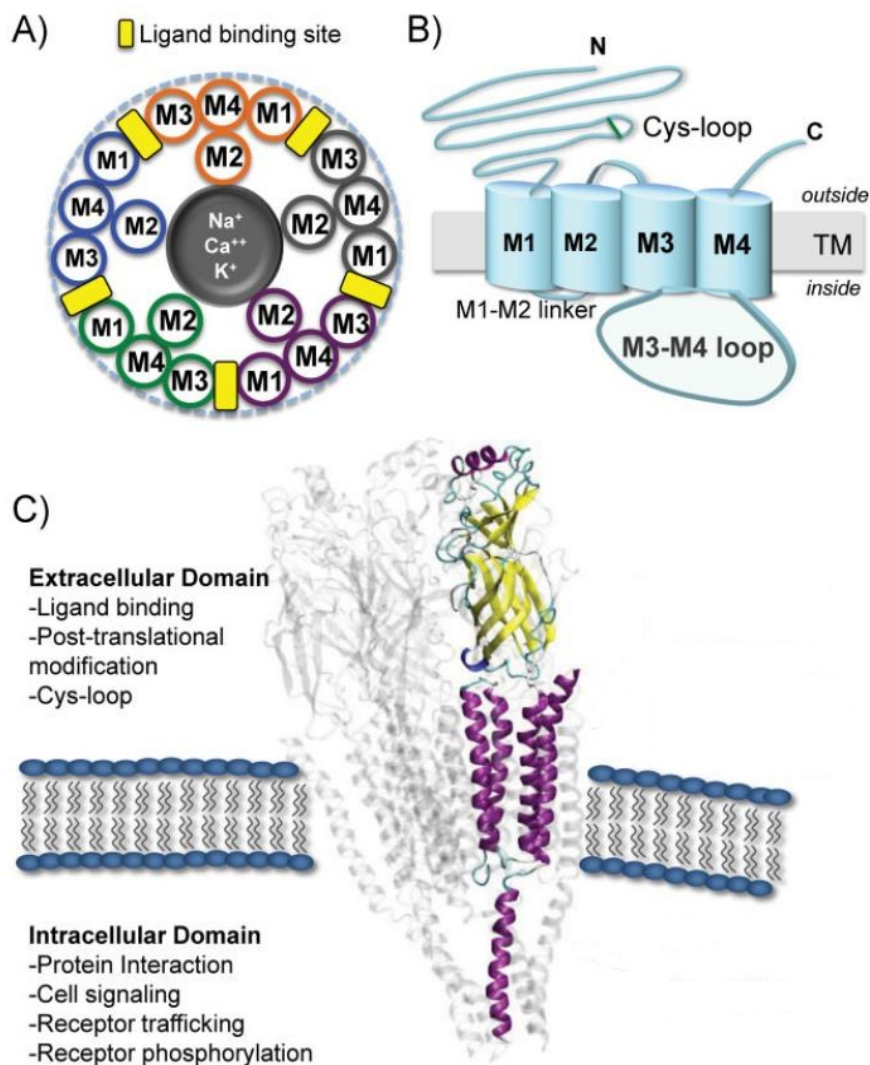 A)
Ligand binding site
M3
M4
M1
M2
M1
M4
M2
M3
M3
M4
M2
M1
Na⁺
Ca⁺⁺
K⁺
M1
M2
M4
M3
M2
M3
M4
M1
B)
N
Cys-loop
C
outside
M1
M2
M3
M4
TM
inside
M1-M2 linker
M3-M4 loop
C)
Extracellular Domain
-Ligand binding
-Post-translational
modification
-Cys-loop
Intracellular Domain
-Protein Interaction
-Cell signaling
-Receptor trafficking
-Receptor phosphorylation